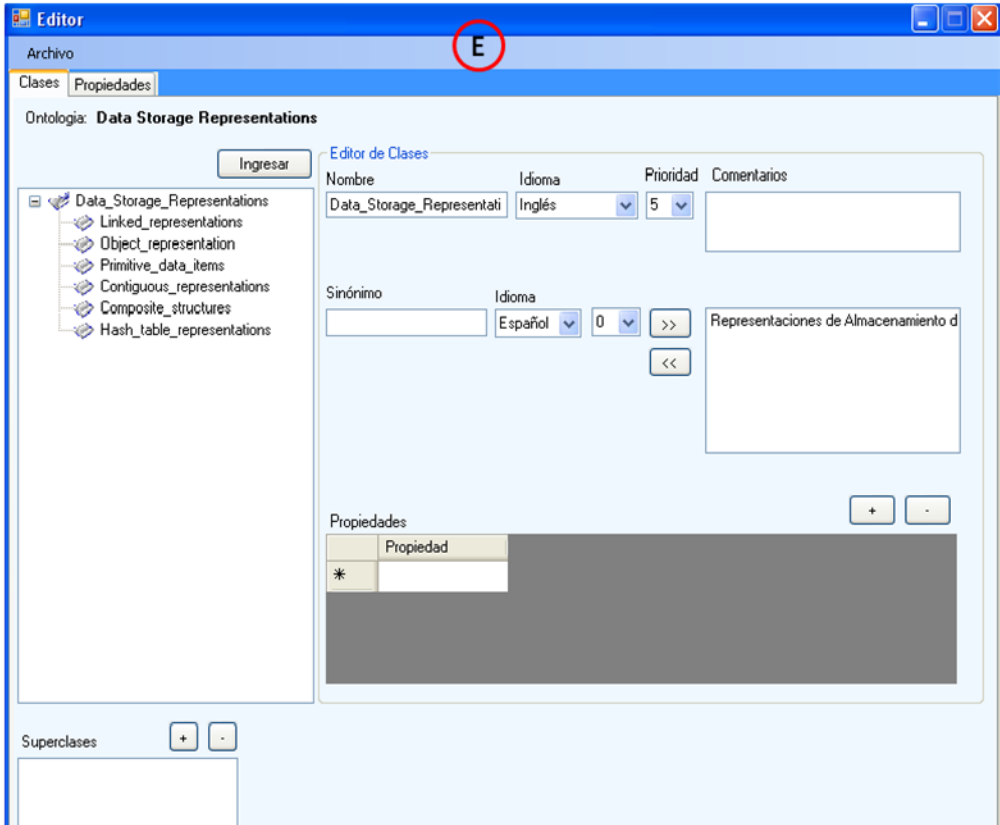 Editor
E
Archivo
Clases Propiedades
Ontologia: Data Storage Representations
Ingresar
Editor de Clases
Nombre Idioma Prioridad Comentarios
Data_Storage_Representati Inglés 5
Data_Storage_Representations
Linked_representations
Object_representation
Primitive_data_items
Contiguous_representations
Composite_structures
Hash_table_representations
Sinónimo Idioma
Español 0 >> Representaciones de Almacenamiento d
<<
+ -
Propiedades
Propiedad
*
Superclases + -